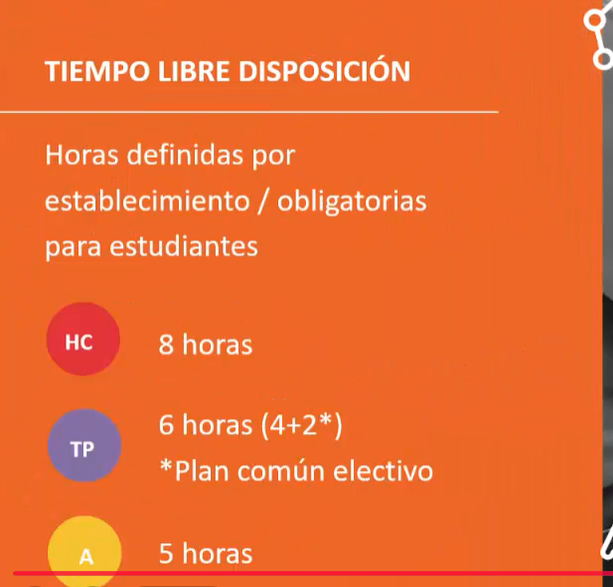 TIEMPO LIBRE DISPOSICIÓN
Horas definidas por
establecimiento / obligatorias
para estudiantes
HC 8 horas
TP 6 horas (4+2*)
*Plan común electivo
A 5 horas